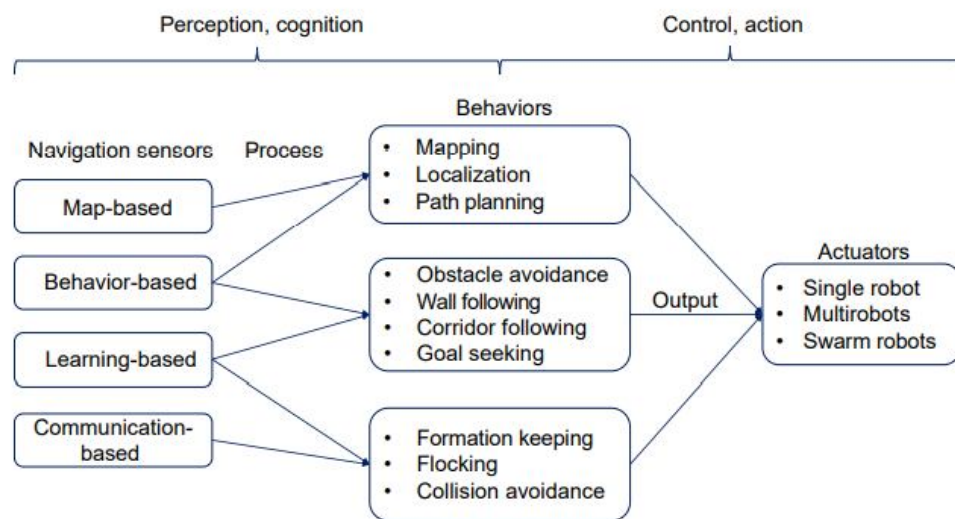 Perception, cognition
Control, action
Behaviors
Navigation sensors
Process
• Mapping
• Localization
• Path planning
Map-based
Actuators
Behavior-based
• Obstacle avoidance
• Wall following
• Corridor following
• Goal seeking
Output
• Single robot
• Multirobots
• Swarm robots
Learning-based
Communication-
based
• Formation keeping
• Flocking
• Collision avoidance